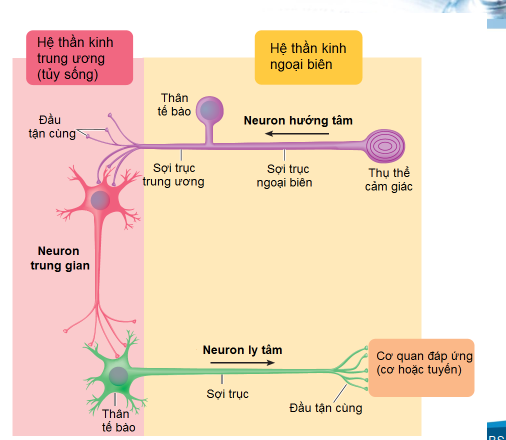 Hệ thần kinh
trung ương
(tủy sống)
Hệ thần kinh
ngoại biên
Thân
tế bào
Đầu
tận cùng
Neuron hướng tâm
Sợi trục
trung ương
Sợi trục
ngoại biên
Thụ thể
cảm giác
Neuron
trung gian
Neuron ly tâm
Cơ quan đáp ứng
(cơ hoặc tuyến)
Sợi trục
Đầu tận cùng
Thân
tế bào